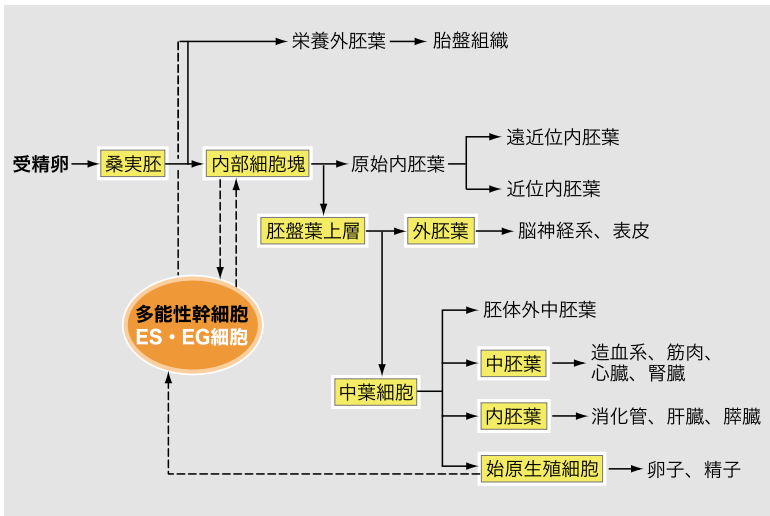 栄養外胚葉
胎盤組織
受精卵
桑実胚
内部細胞塊
原始内胚葉
遠近位内胚葉
近位内胚葉
胚盤葉上層
外胚葉
脳神経系、表皮
多能性幹細胞
ES・EG細胞
胚体外中胚葉
中葉細胞
中胚葉
造血系、筋肉、
心臓、腎臓
内胚葉
消化管、肝臓、膵臓
始原生殖細胞
卵子、精子